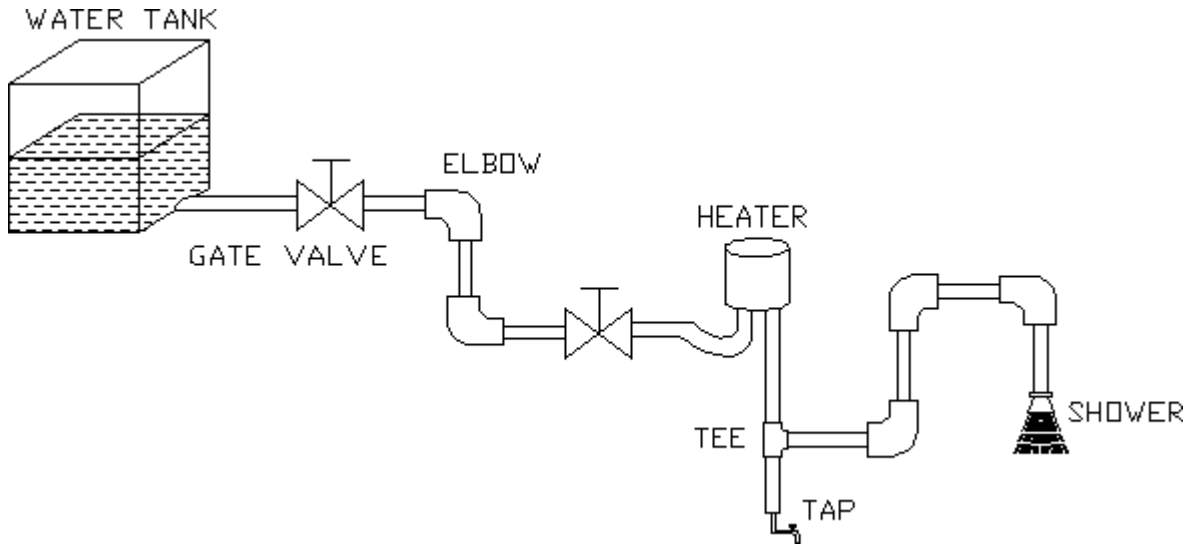 WATER TANK
ELBOW
GATE VALVE
HEATER
SHOWER
TEE
TAP